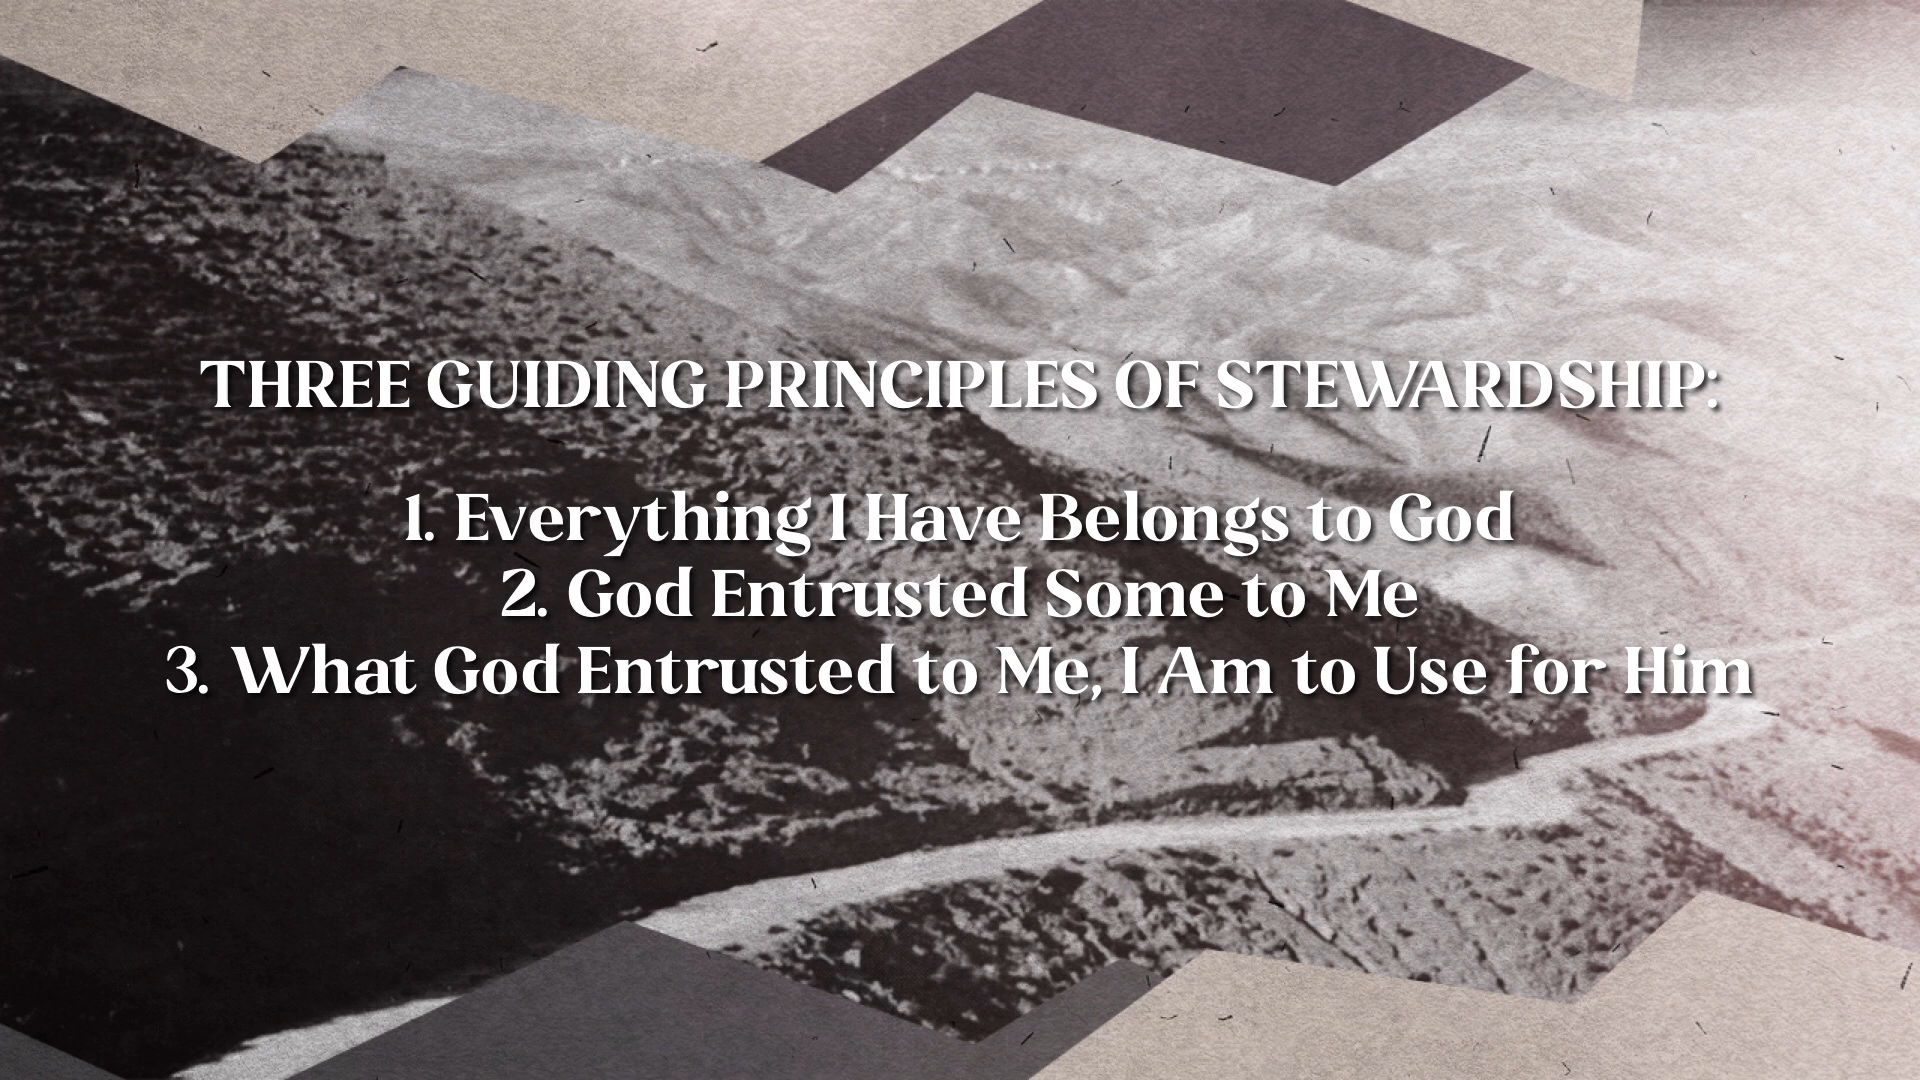 THREE GUIDING PRINCIPLES OF STEWARDSHIP:
1. Everything I Have Belongs to God
2. God Entrusted Some to Me
3. What God Entrusted to Me, I Am to Use for Him